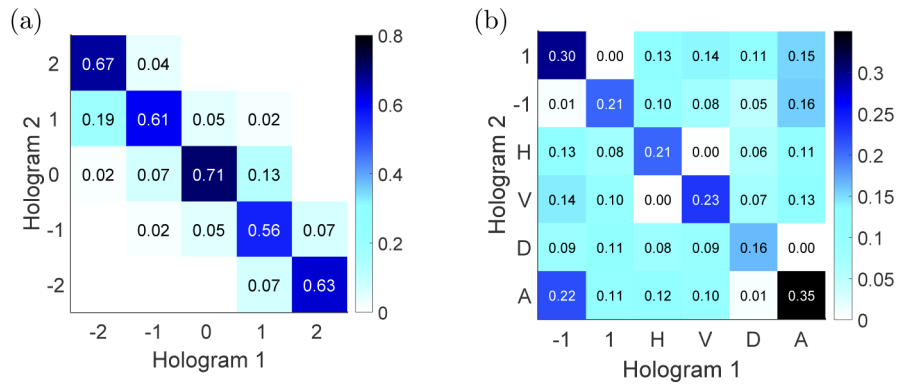 (a)
Hologram 2
2 0.67 0.04
1 0.19 0.61 0.05 0.02
0 0.02 0.07 0.71 0.13
-1 0.02 0.05 0.56 0.07
-2 0.07 0.63
-2 -1 0 1 2
Hologram 1
0.8
0.6
0.4
0.2
0
(b)
Hologram 2
1 0.30 0.00 0.13 0.14 0.11 0.15
-1 0.01 0.21 0.10 0.08 0.05 0.16
H 0.13 0.08 0.21 0.00 0.06 0.11
V 0.14 0.10 0.00 0.23 0.07 0.13
D 0.09 0.11 0.08 0.09 0.16 0.00
A 0.22 0.11 0.12 0.10 0.01 0.35
-1 1 H V D A
Hologram 1
0.3
0.25
0.2
0.15
0.1
0.05
0